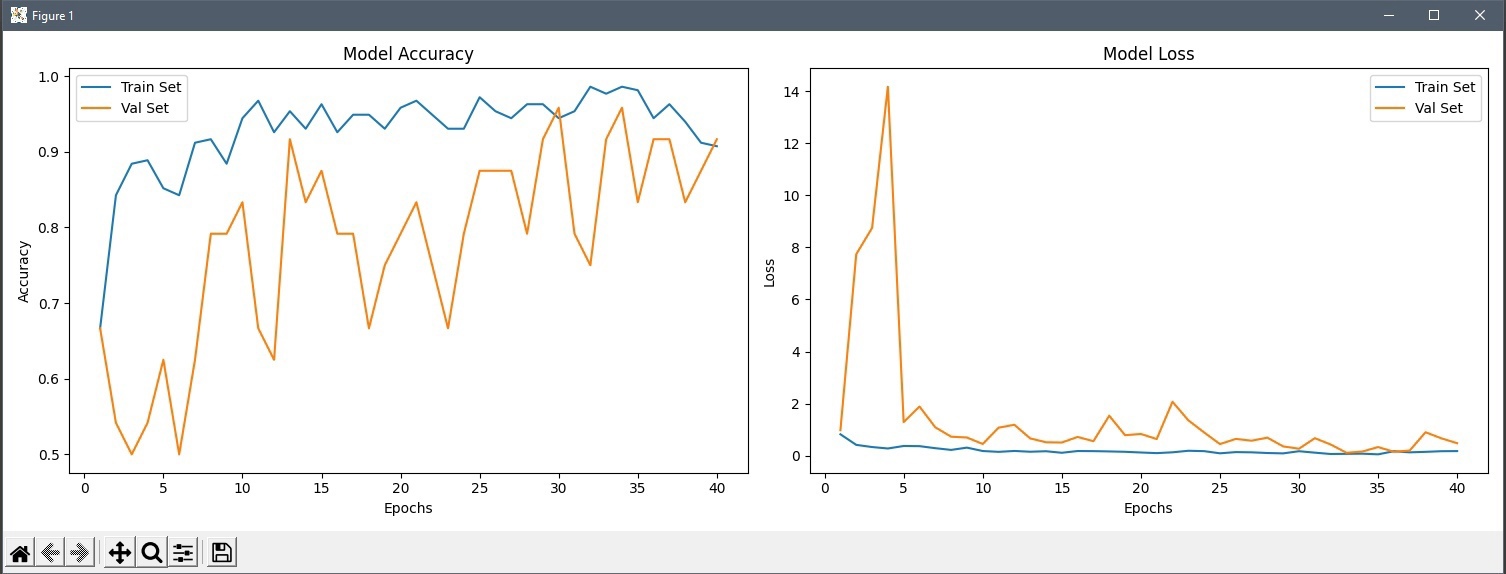 Figure 1
Model Accuracy
Train Set
Val Set
1.0
0.9
0.8
0.7
0.6
0.5
Accuracy
0 5 10 15 20 25 30 35 40
Epochs
Model Loss
Train Set
Val Set
14
12
10
8
6
4
2
0
Loss
0 5 10 15 20 25 30 35 40
Epochs